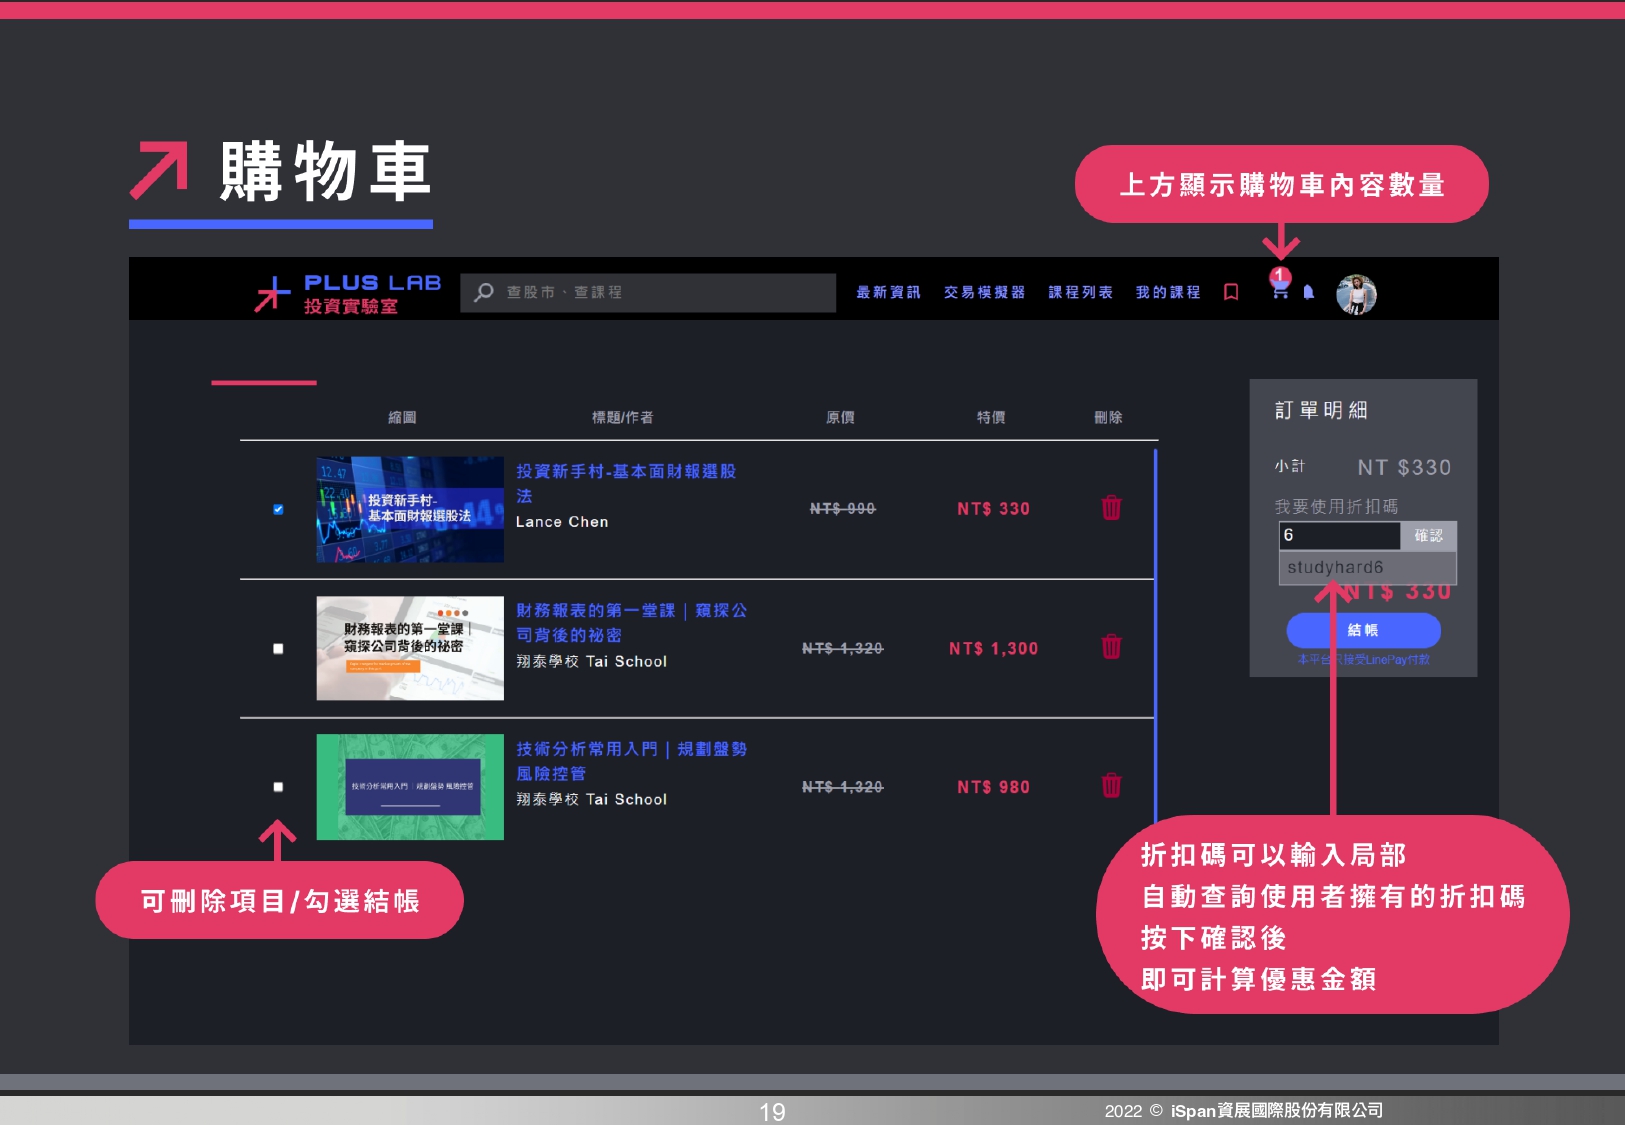 購物車
上方顯示購物車內容數量
PLUS LAB
投資實驗室
查股市、查課程
最新資訊
交易模擬器
課程列表
我的課程
1
縮圖
標題/作者
原價
特價
刪除
投資新手村-
基本面財報選股法
投資新手村-基本面財報選股
法
Lance Chen
NT$ 990
NT$ 330
財務報表的第一堂課｜
窺探公司背後的祕密
財務報表的第一堂課｜窺探公
司背後的祕密
翔泰學校 Tai School
NT$ 1,320
NT$ 1,300
技術分析常用入門 ｜規劃盤勢 風險控管
技術分析常用入門｜規劃盤勢
風險控管
翔泰學校 Tai School
NT$ 1,320
NT$ 980
訂單明細
小計
NT $330
我要使用折扣碼
6
確認
studyhard6
NT$ 330
結帳
本平台只接受LinePay付款
可刪除項目/勾選結帳
折扣碼可以輸入局部
自動查詢使用者擁有的折扣碼
按下確認後
即可計算優惠金額
19
2022 © iSpan資展國際股份有限公司